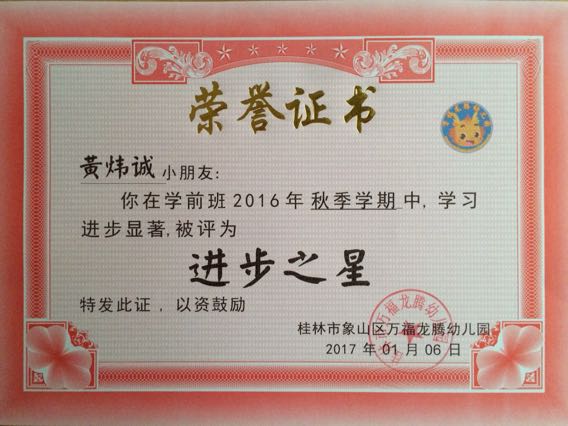 荣誉证书
黄炜诚小朋友:
你在学前班2016年秋季学期中,学习
进步显著,被评为
进步之星
特发此证，以资鼓励
桂林市象山区万福龙腾幼儿园
2017年01月06日